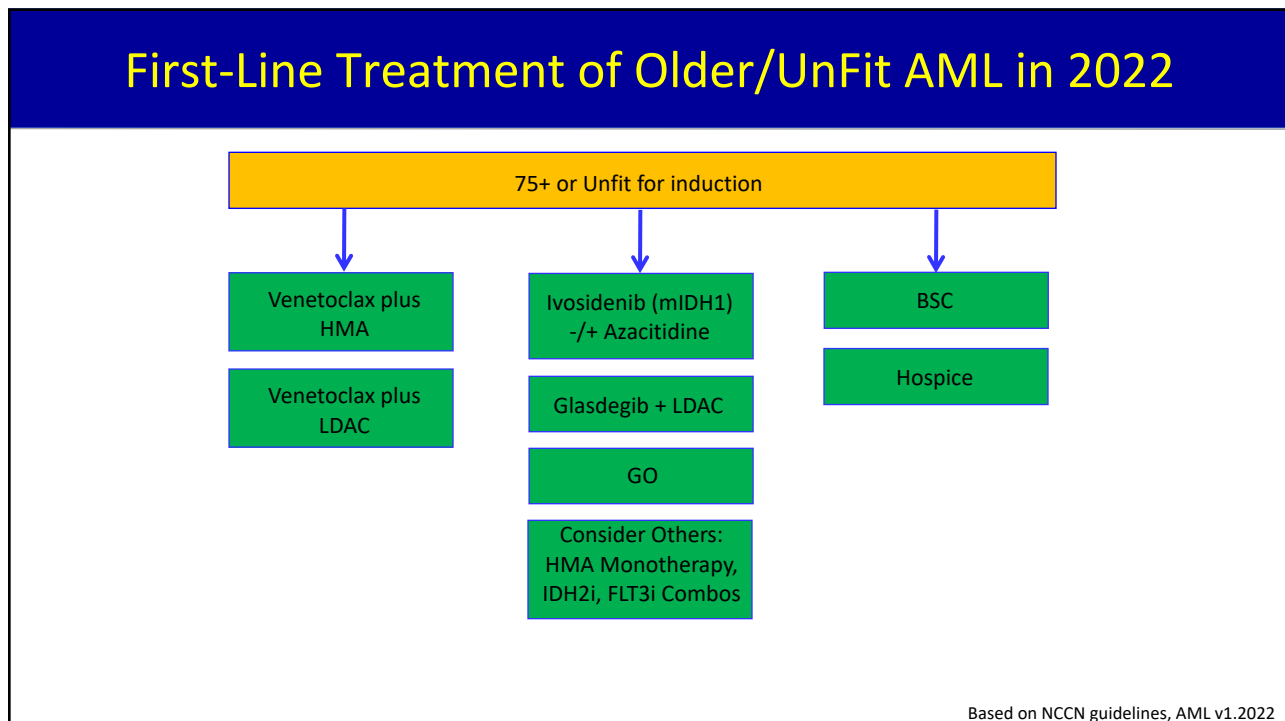 First-Line Treatment of Older/UnFit AML in 2022
75+ or Unfit for induction
Venetoclax plus
HMA
Venetoclax plus
LDAC
Ivosidenib (mIDH1)
-/+ Azacitidine
Glasdegib + LDAC
GO
Consider Others:
HMA Monotherapy,
IDH2i, FLT3i Combos
BSC
Hospice
Based on NCCN guidelines, AML v1.2022